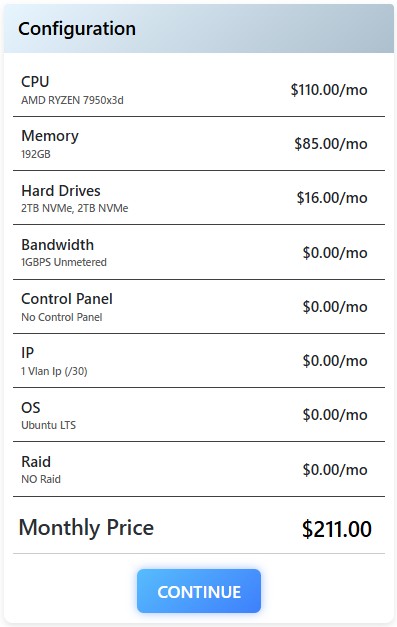 Configuration
CPU
AMD RYZEN 7950x3d
$110.00/mo
Memory
192GB
$85.00/mo
Hard Drives
2TB NVMe, 2TB NVMe
$16.00/mo
Bandwidth
1GBPS Unmetered
$0.00/mo
Control Panel
No Control Panel
$0.00/mo
IP
1 Vlan Ip (/30)
$0.00/mo
OS
Ubuntu LTS
$0.00/mo
Raid
NO Raid
$0.00/mo
Monthly Price
$211.00
CONTINUE